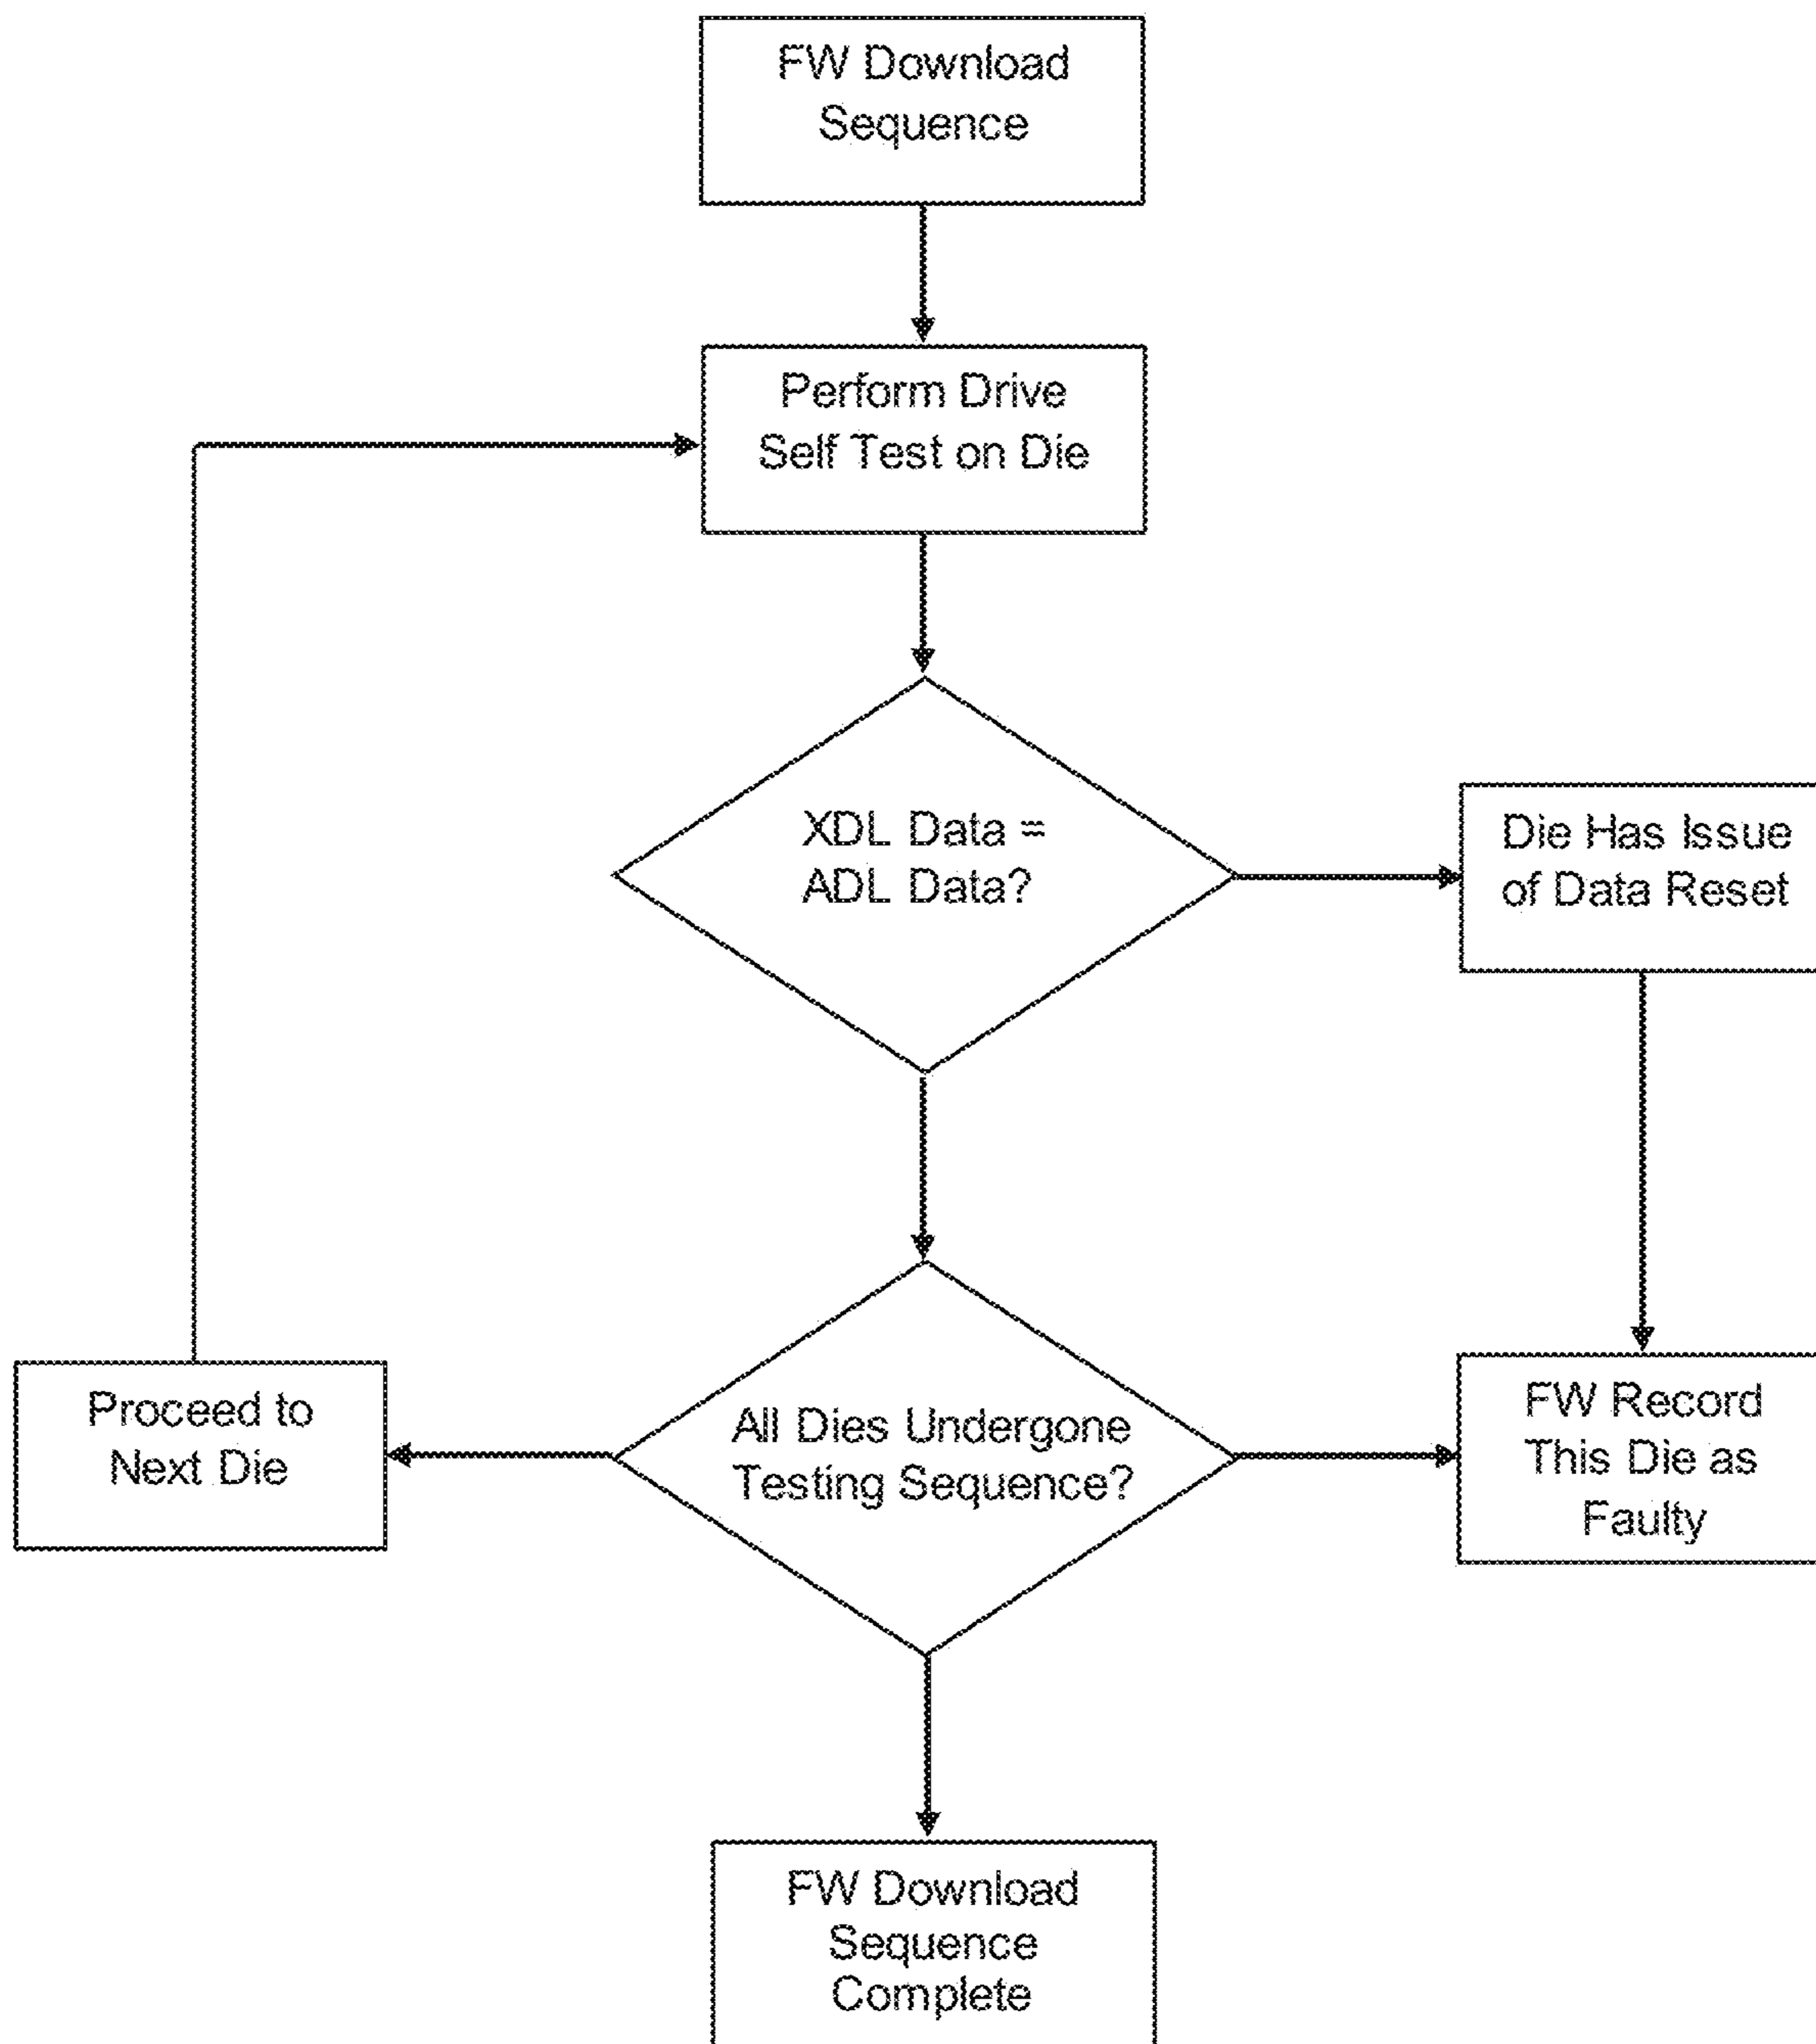 FW Download
Sequence
Perform Drive
Self Test on Die
XDL Data =
ADL Data?
Die Has Issue
of Data Reset
Proceed to
Next Die
All Dies Undergone
Testing Sequence?
FW Record
This Die as
Faulty
FW Download
Sequence
Complete